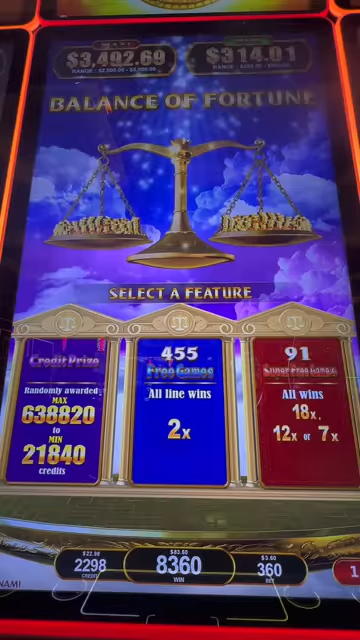 $3,492.69
$314.01
BALANCE OF FORTUNE
SELECT A FEATURE
Credit Prize
Randomly awarded
MAX
638820
to
MIN
21840
credits
455
Free Games
All line wins
2x
91
Super Free Games
All wins
18x,
12x or 7x
$22.98
2298
CREDIT
$83.60
8360
WIN
$3.60
360
BET
1
NAMI